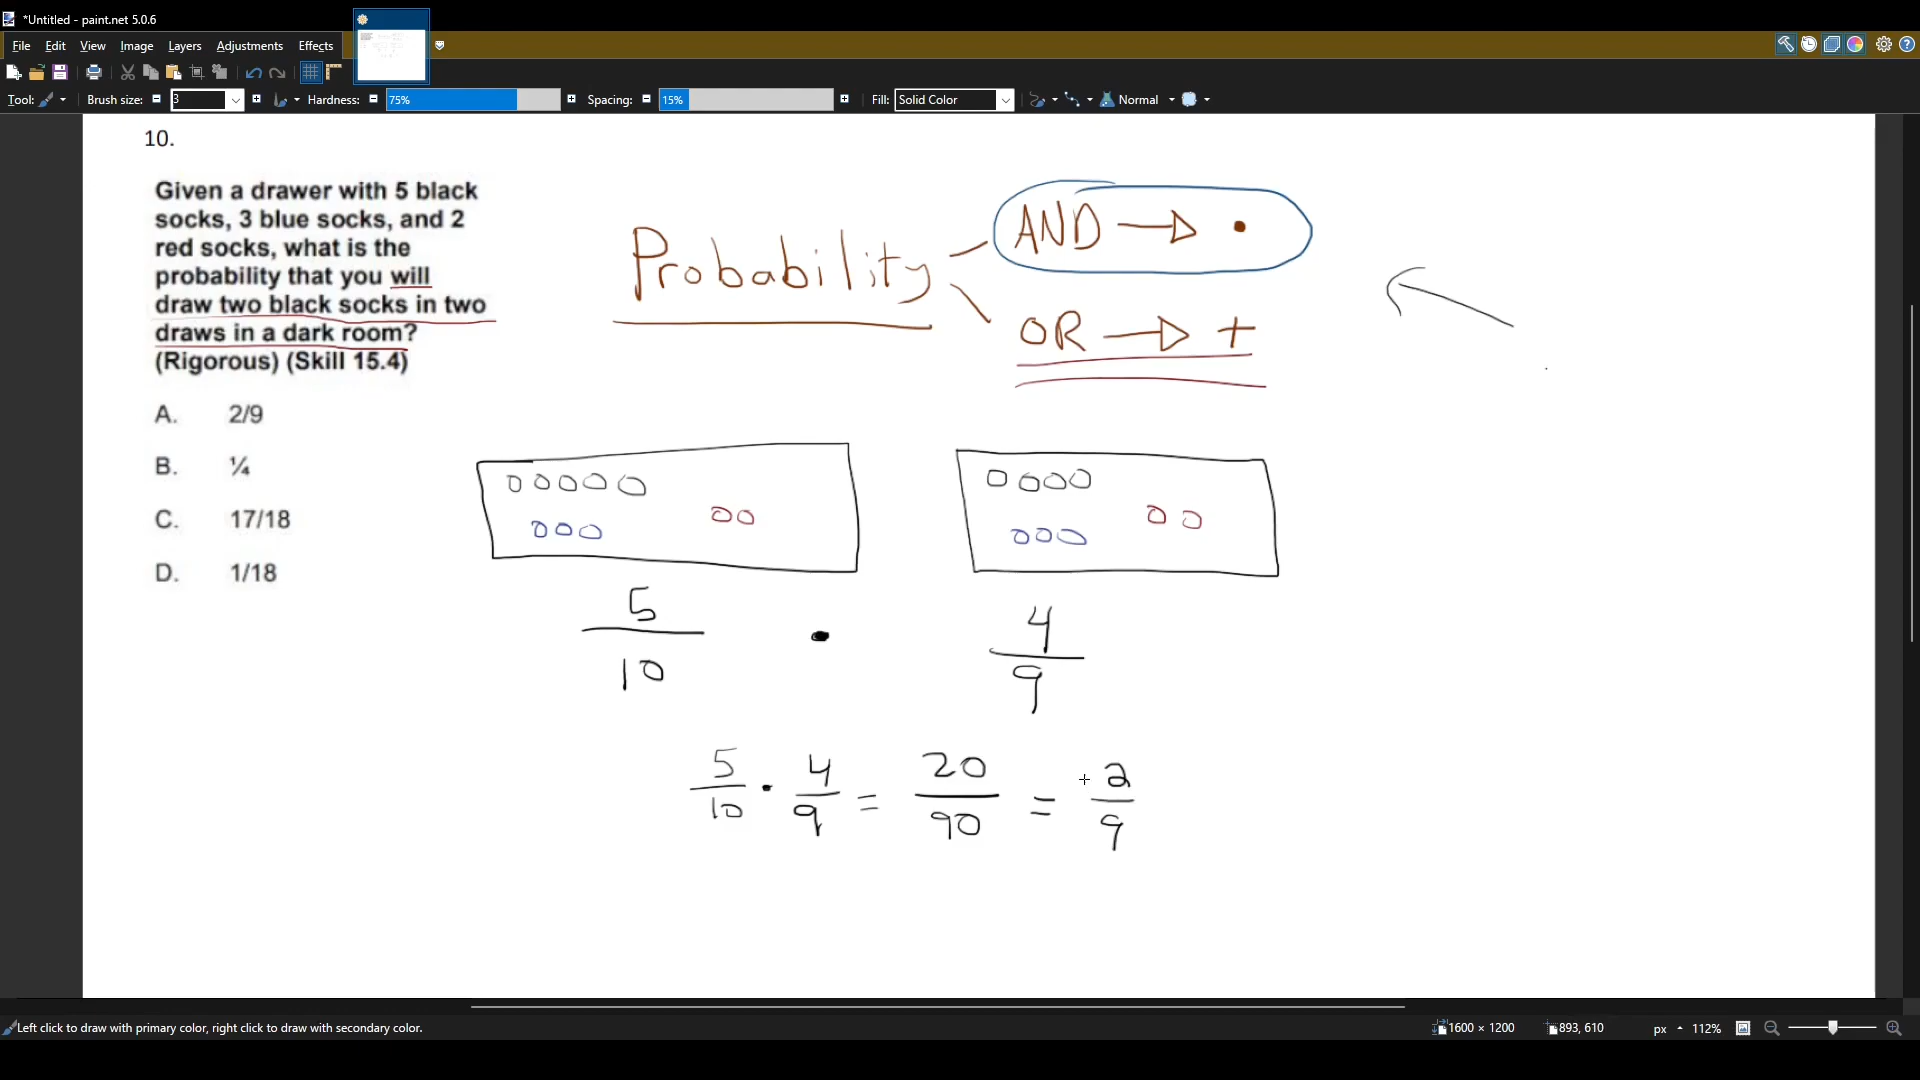 *Untitled - paint.net 5.0.6
File Edit View Image Layers Adjustments Effects
Tool: Brush size: 3 Hardness: 75% Spacing: 15% Fill: Solid Color Normal
10.
Given a drawer with 5 black
socks, 3 blue socks, and 2
red socks, what is the
probability that you will
draw two black socks in two
draws in a dark room?
(Rigorous) (Skill 15.4)
A. 2/9
B. ¼
C. 17/18
D. 1/18
Probability
AND → •
OR → +
5/10 • 4/9
5/10 • 4/9 = 20/90 = 2/9
Left click to draw with primary color, right click to draw with secondary color.
1600 × 1200 893, 610 px 112%